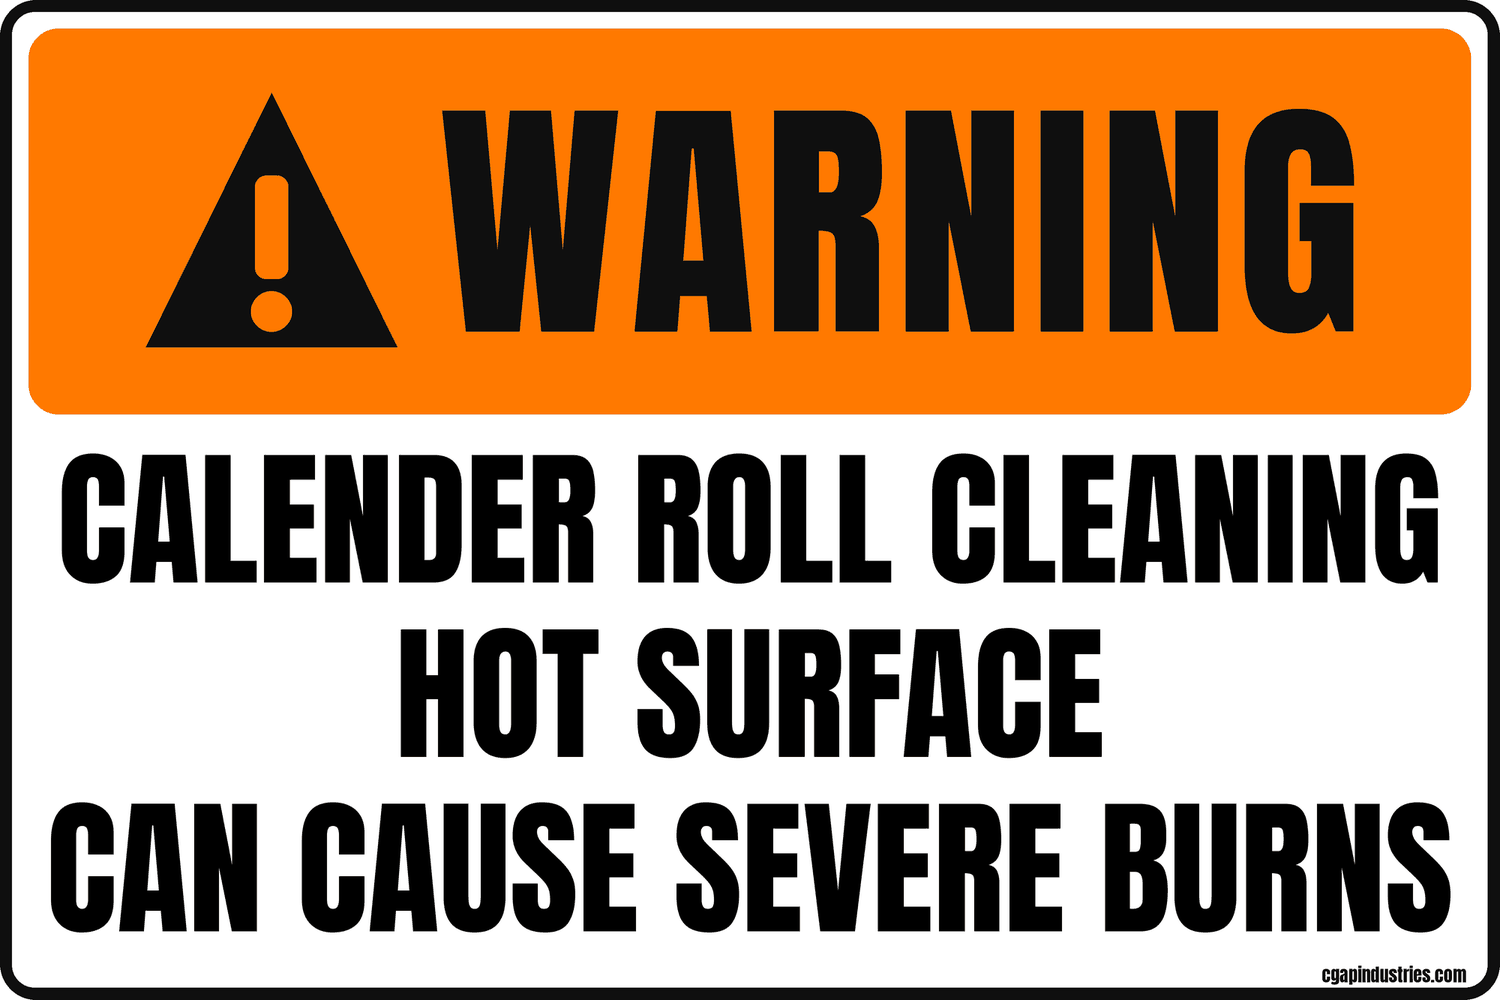 WARNING
CALENDER ROLL CLEANING
HOT SURFACE
CAN CAUSE SEVERE BURNS
cgapindustries.com